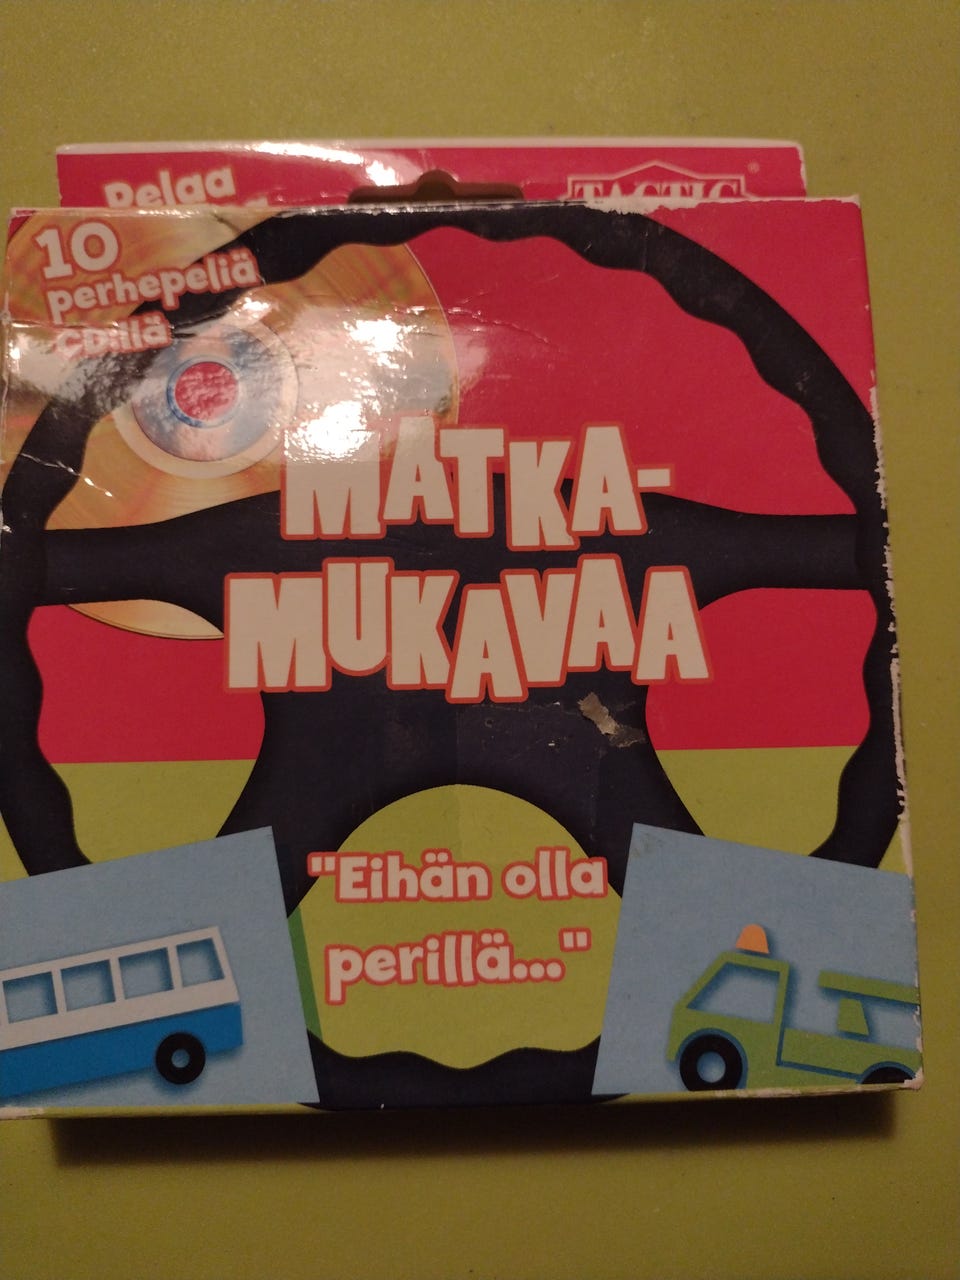 Pelaa
TACTIC
®
10
perhepeliä
CD:llä
MATKA-
MUKAVAA
"Eihän olla
perillä..."